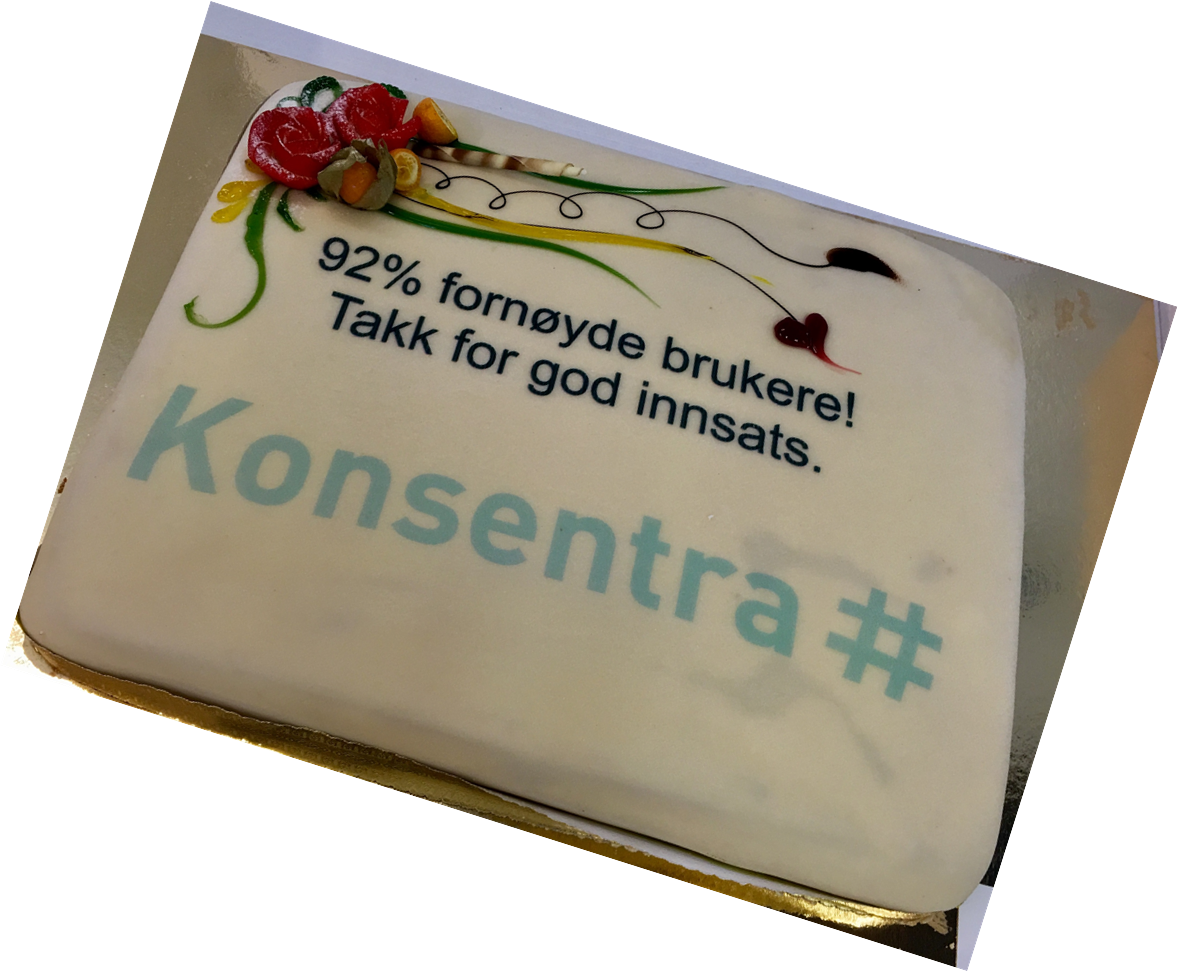 92% fornøyde brukere!
Takk for god innsats.
Konsentra #